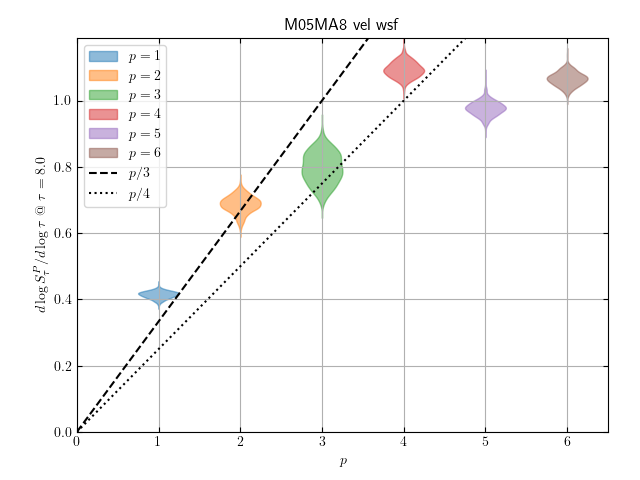 M05MA8 vel wsf
p = 1
p = 2
p = 3
p = 4
p = 5
p = 6
p/3
p/4
d log S_τ^P / d log τ @ τ = 8.0
1.0
0.8
0.6
0.4
0.2
0.0
0 1 2 3 4 5 6
p